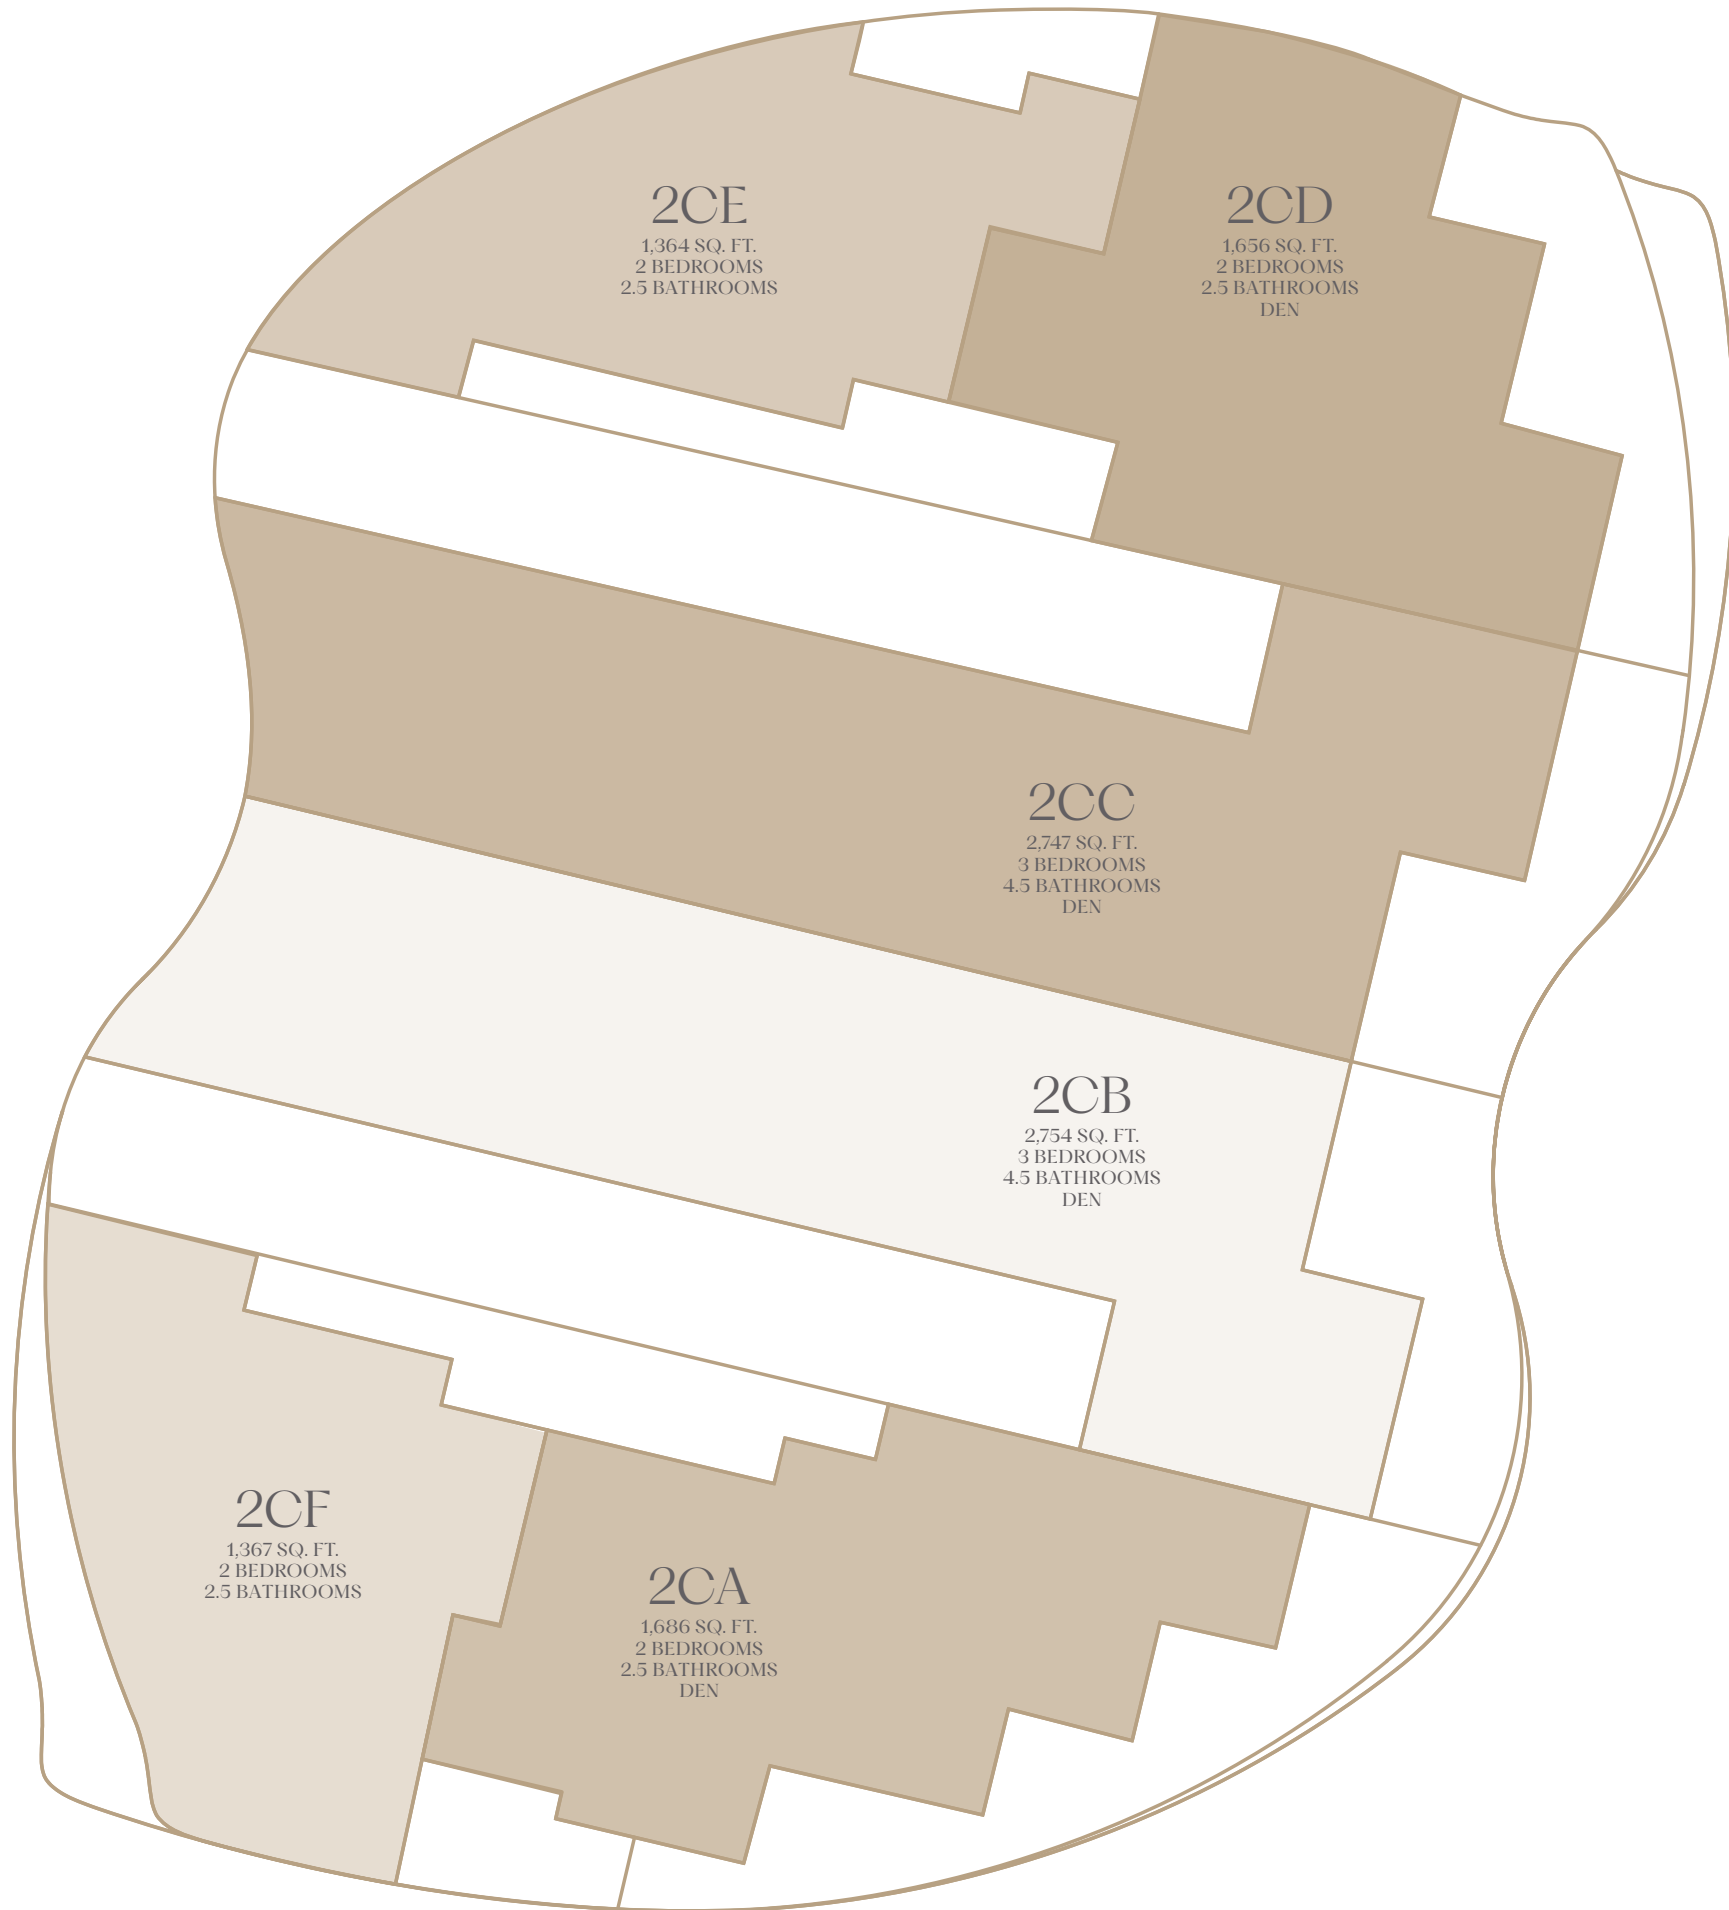 2CE
1,364 SQ. FT.
2 BEDROOMS
2.5 BATHROOMS
2CD
1,656 SQ. FT.
2 BEDROOMS
2.5 BATHROOMS
DEN
2CC
2,747 SQ. FT.
3 BEDROOMS
4.5 BATHROOMS
DEN
2CB
2,754 SQ. FT.
3 BEDROOMS
4.5 BATHROOMS
DEN
2CF
1,367 SQ. FT.
2 BEDROOMS
2.5 BATHROOMS
2CA
1,686 SQ. FT.
2 BEDROOMS
2.5 BATHROOMS
DEN